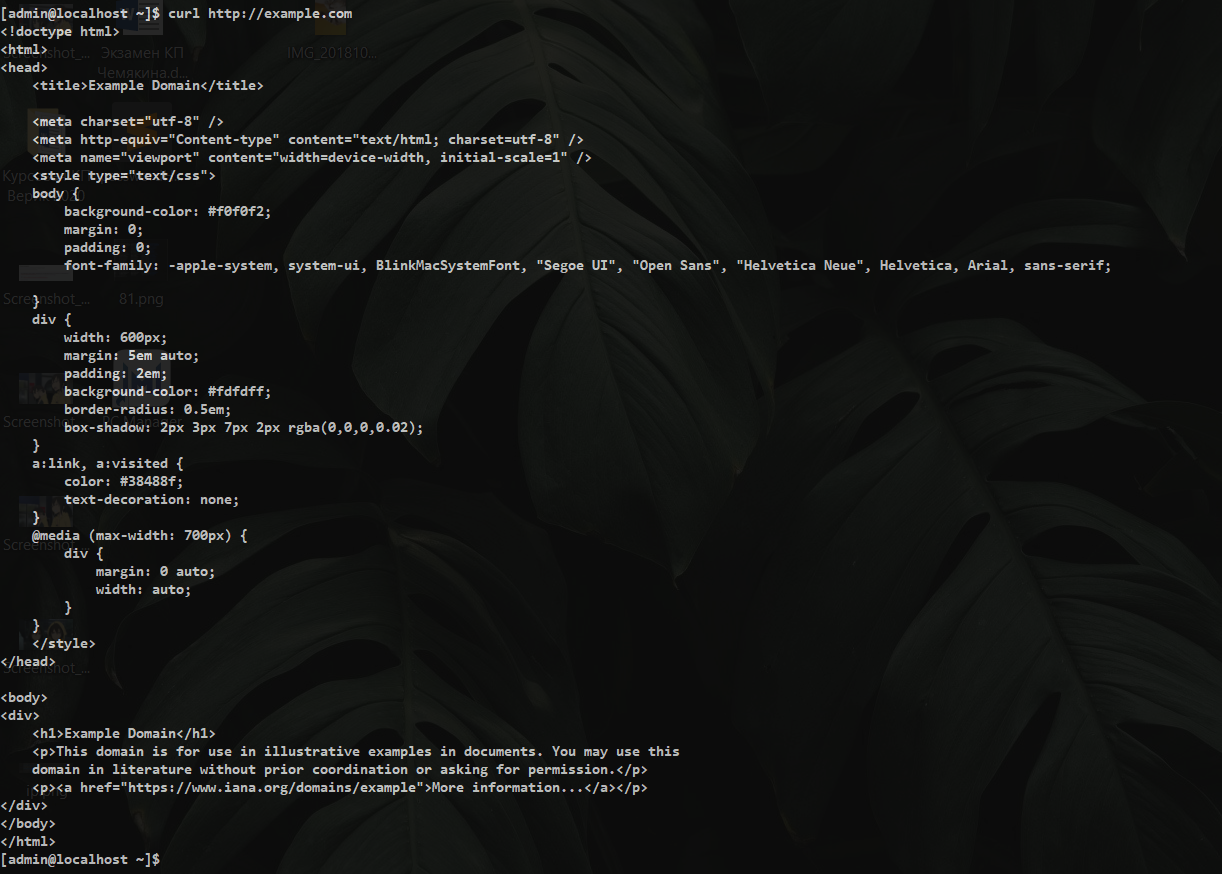 [admin@localhost ~]$ curl http://example.com
<!doctype html>
<html>
<head>
    <title>Example Domain</title>

    <meta charset="utf-8" />
    <meta http-equiv="Content-type" content="text/html; charset=utf-8" />
    <meta name="viewport" content="width=device-width, initial-scale=1" />
    <style type="text/css">
    body {
        background-color: #f0f0f2;
        margin: 0;
        padding: 0;
        font-family: -apple-system, system-ui, BlinkMacSystemFont, "Segoe UI", "Open Sans", "Helvetica Neue", Helvetica, Arial, sans-serif;

    }
    div {
        width: 600px;
        margin: 5em auto;
        padding: 2em;
        background-color: #fdfdff;
        border-radius: 0.5em;
        box-shadow: 2px 3px 7px 2px rgba(0,0,0,0.02);
    }
    a:link, a:visited {
        color: #38488f;
        text-decoration: none;
    }
    @media (max-width: 700px) {
        div {
            margin: 0 auto;
            width: auto;
        }
    }
    </style>
</head>

<body>
<div>
    <h1>Example Domain</h1>
    <p>This domain is for use in illustrative examples in documents. You may use this
    domain in literature without prior coordination or asking for permission.</p>
    <p><a href="https://www.iana.org/domains/example">More information...</a></p>
</div>
</body>
</html>
[admin@localhost ~]$
Экзамен КП
Чемякина.d...
IMG_201810...
Screenshot_...
81.png
Screenshot_...